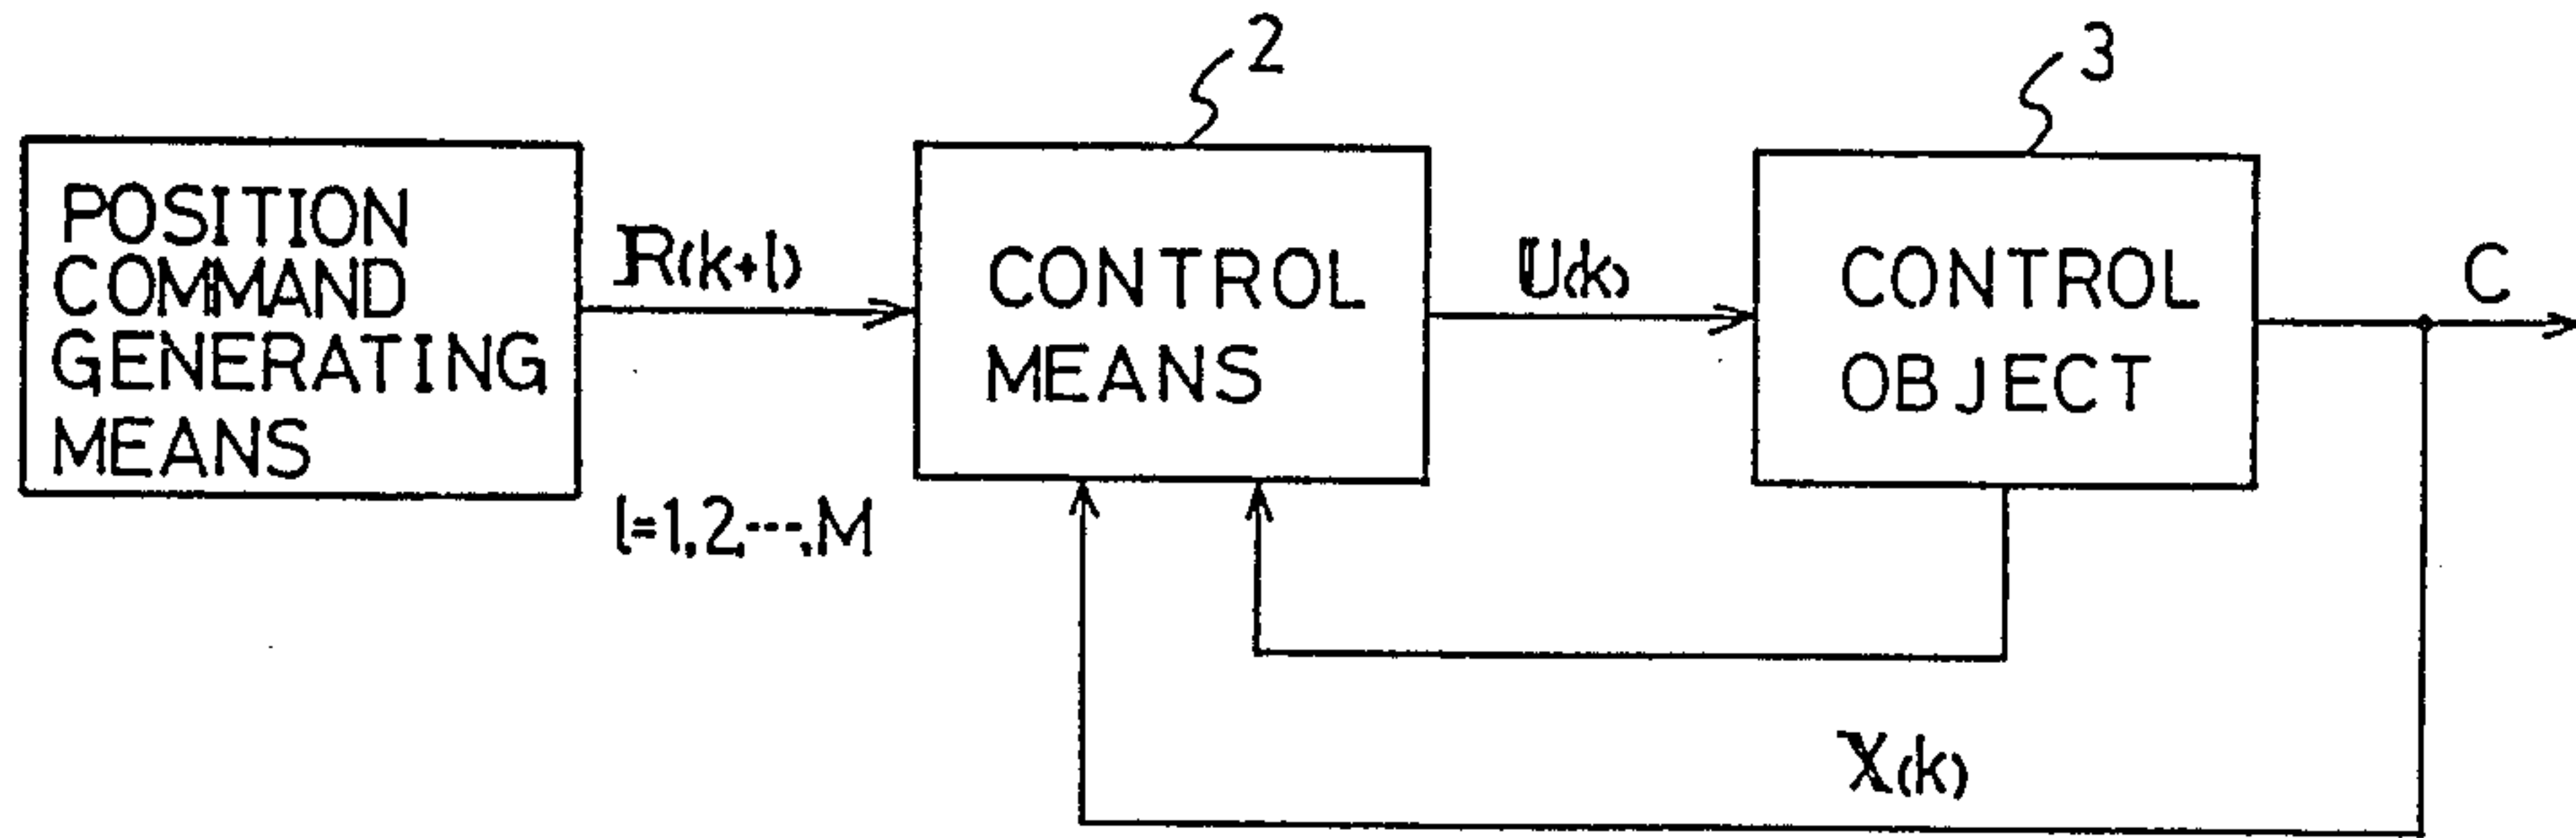 2
3
POSITION
COMMAND
GENERATING
MEANS
R(k+l)
l=1,2,---,M
CONTROL
MEANS
U(k)
CONTROL
OBJECT
C
X(k)